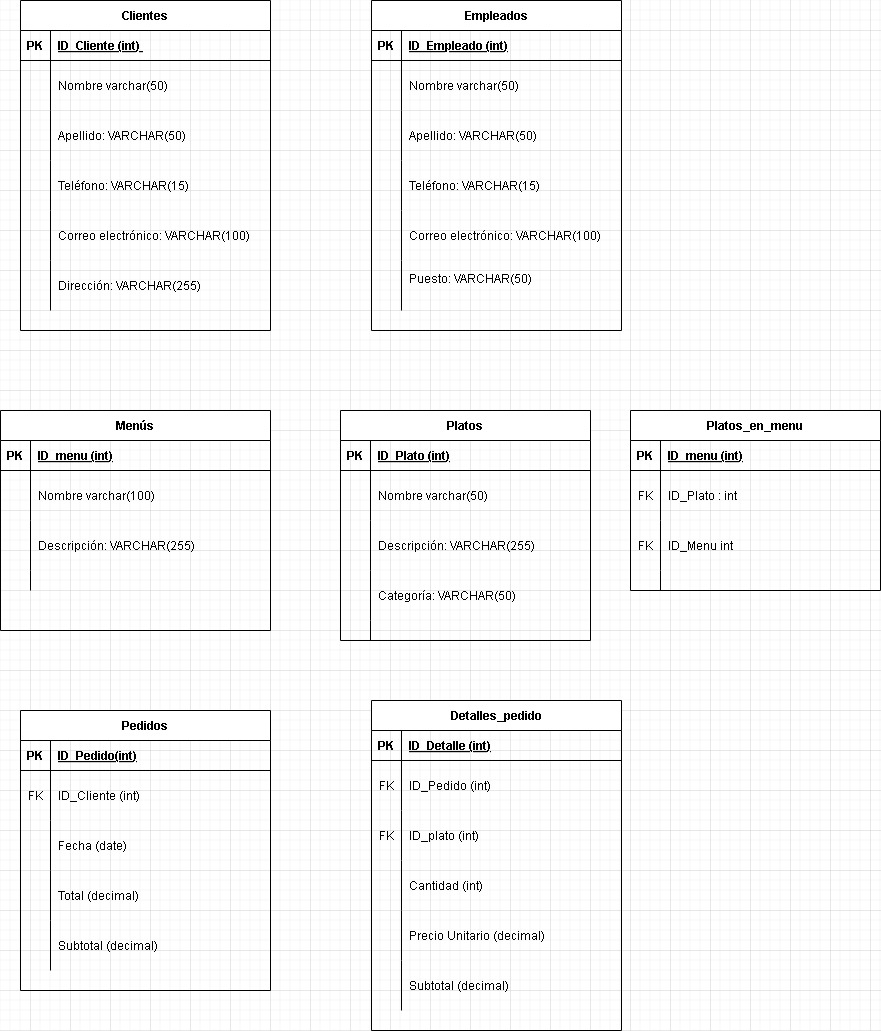 Clientes
PK ID_Cliente (int)
Nombre varchar(50)
Apellido: VARCHAR(50)
Teléfono: VARCHAR(15)
Correo electrónico: VARCHAR(100)
Dirección: VARCHAR(255)
Empleados
PK ID_Empleado (int)
Nombre varchar(50)
Apellido: VARCHAR(50)
Teléfono: VARCHAR(15)
Correo electrónico: VARCHAR(100)
Puesto: VARCHAR(50)
Menús
PK ID_menu (int)
Nombre varchar(100)
Descripción: VARCHAR(255)
Platos
PK ID_Plato (int)
Nombre varchar(50)
Descripción: VARCHAR(255)
Categoría: VARCHAR(50)
Platos_en_menu
PK ID_menu (int)
FK ID_Plato : int
FK ID_Menu int
Pedidos
PK ID_Pedido(int)
FK ID_Cliente (int)
Fecha (date)
Total (decimal)
Subtotal (decimal)
Detalles_pedido
PK ID_Detalle (int)
FK ID_Pedido (int)
FK ID_plato (int)
Cantidad (int)
Precio Unitario (decimal)
Subtotal (decimal)